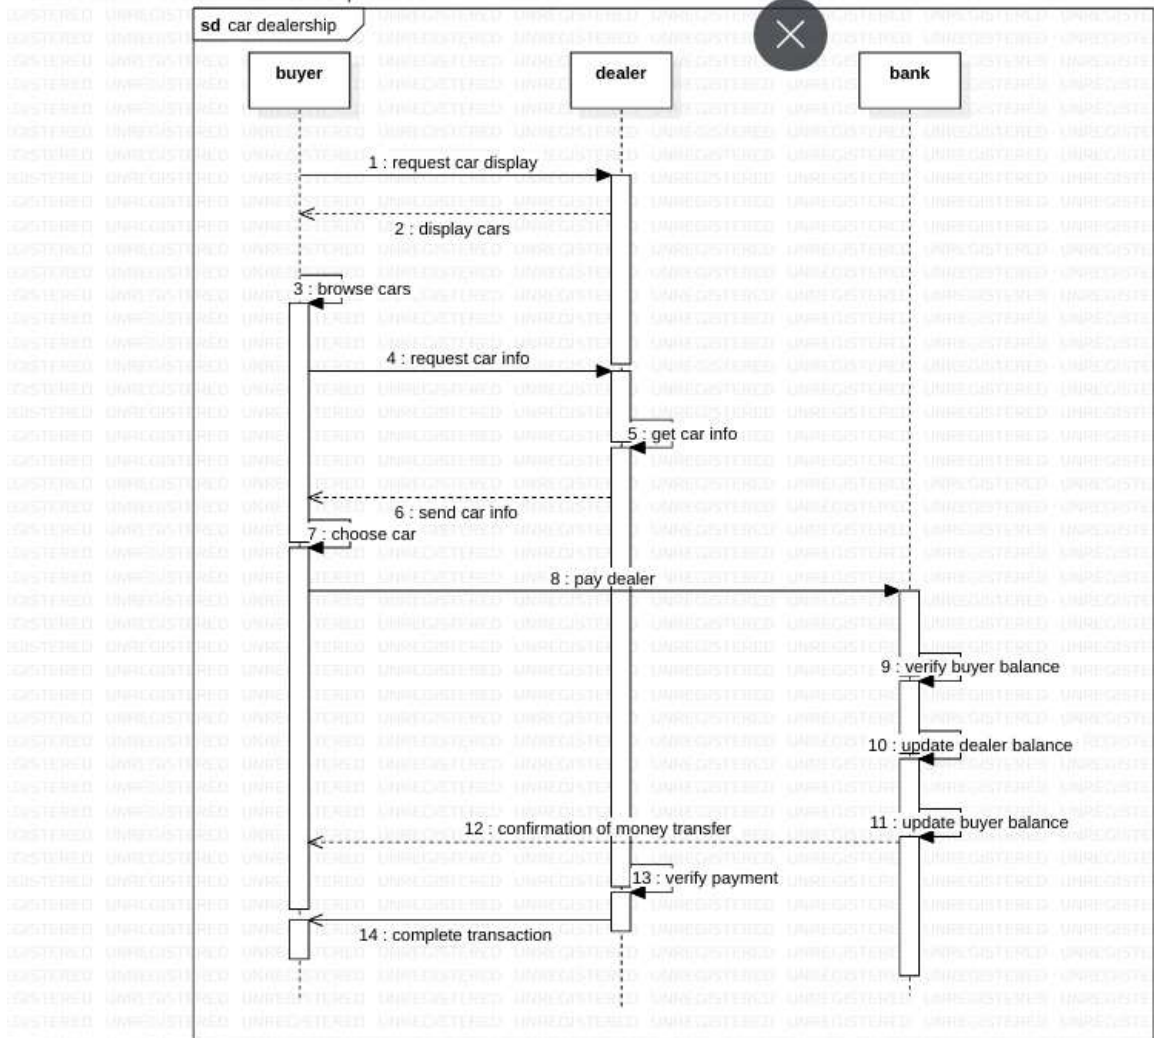 sd car dealership
buyer
dealer
bank
1 : request car display
2 : display cars
3 : browse cars
4 : request car info
5 : get car info
6 : send car info
7 : choose car
8 : pay dealer
9 : verify buyer balance
10 : update dealer balance
11 : update buyer balance
12 : confirmation of money transfer
13 : verify payment
14 : complete transaction
UNREGISTERED